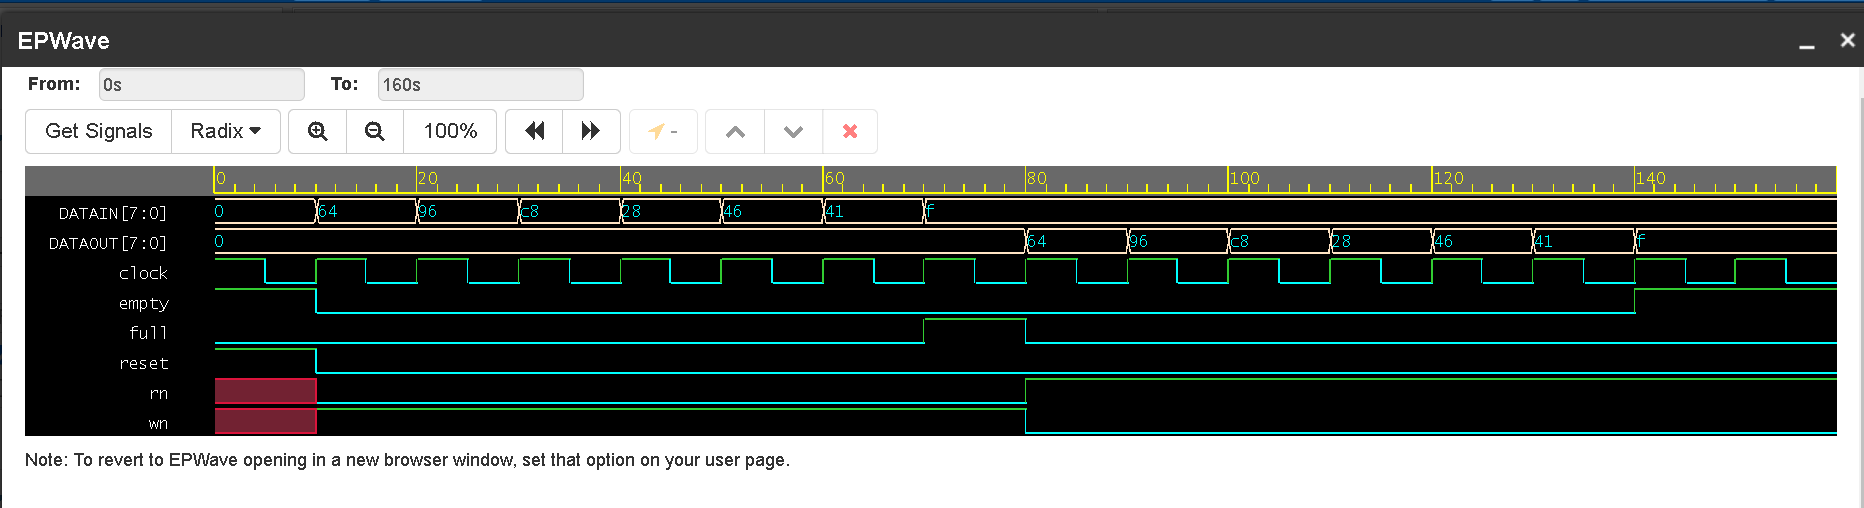 EPWave
From: 0s To: 160s
Get Signals Radix 100% -
0 20 40 60 80 100 120 140
DATAIN[7:0] 0 64 96 c8 28 46 41 f
DATAOUT[7:0] 0 64 96 c8 28 46 41 f
clock
empty
full
reset
rn
wn
Note: To revert to EPWave opening in a new browser window, set that option on your user page.